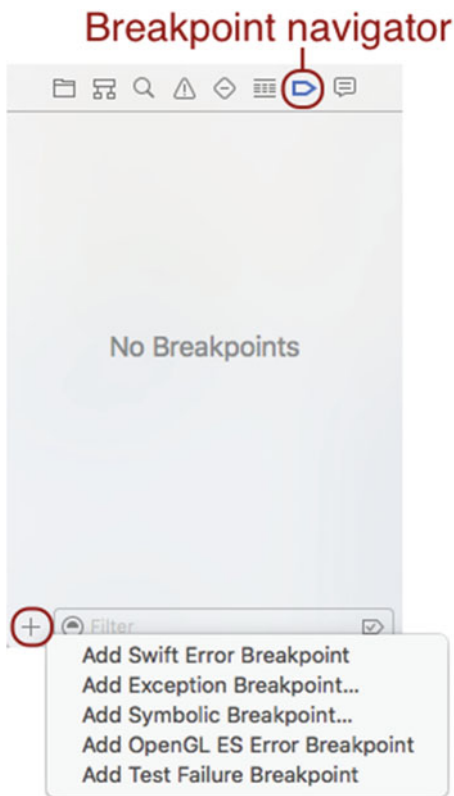 Breakpoint navigator
No Breakpoints
Filter
Add Swift Error Breakpoint
Add Exception Breakpoint...
Add Symbolic Breakpoint...
Add OpenGL ES Error Breakpoint
Add Test Failure Breakpoint